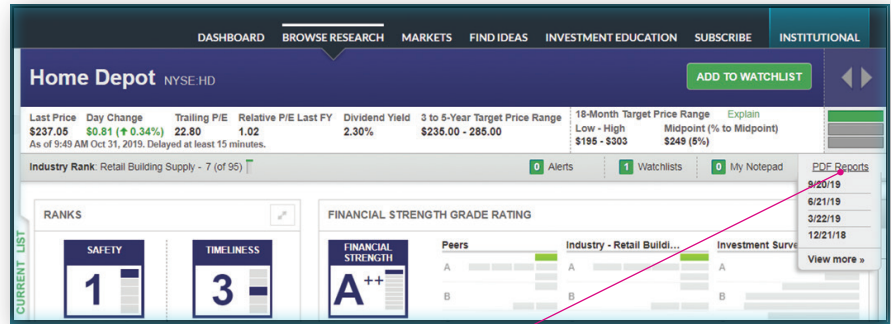 DASHBOARD BROWSE RESEARCH MARKETS FIND IDEAS INVESTMENT EDUCATION SUBSCRIBE INSTITUTIONAL
Home Depot NYSE:HD
ADD TO WATCHLIST
Last Price Day Change Trailing P/E Relative P/E Last FY Dividend Yield 3 to 5-Year Target Price Range 18-Month Target Price Range Explain
Low - High Midpoint (% to Midpoint)
$237.05 $0.81 (↑ 0.34%) 22.80 1.02 2.30% $235.00 - 285.00 $195 - $303 $249 (5%)
As of 9:49 AM Oct 31, 2019. Delayed at least 15 minutes.
Industry Rank: Retail Building Supply - 7 (of 95) 0 Alerts 1 Watchlists 0 My Notepad PDF Reports
9/20/19
6/21/19
3/22/19
12/21/18
View more »
CURRENT LIST
RANKS
SAFETY
1
TIMELINESS
3
FINANCIAL STRENGTH GRADE RATING
FINANCIAL
STRENGTH
A++
Peers
A
B
Industry - Retail Buildi...
A
B
Investment Surve
A
B